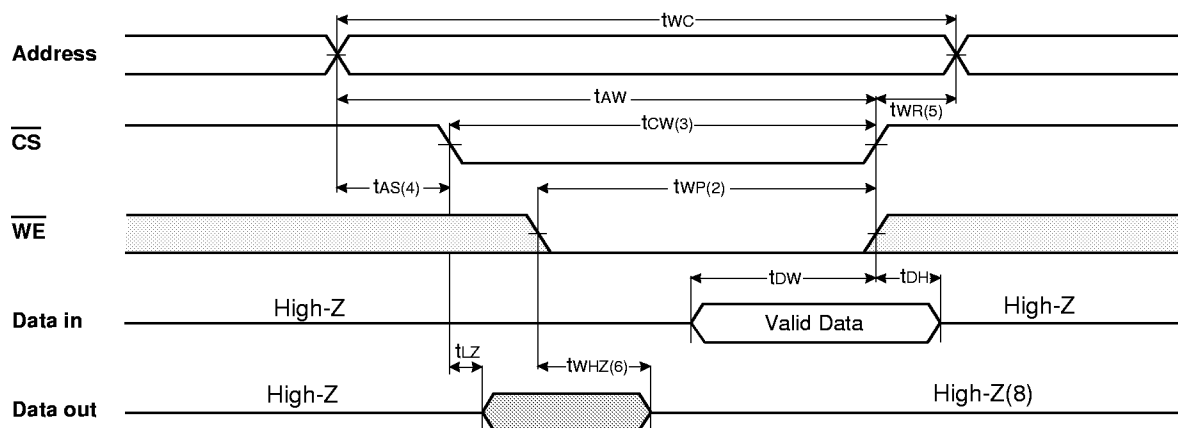 tWC
Address
tAW
tWR(5)
CS
tCW(3)
tAS(4)
tWP(2)
WE
tDW
tDH
Data in
High-Z
Valid Data
High-Z
tLZ
tWHZ(6)
Data out
High-Z
High-Z(8)